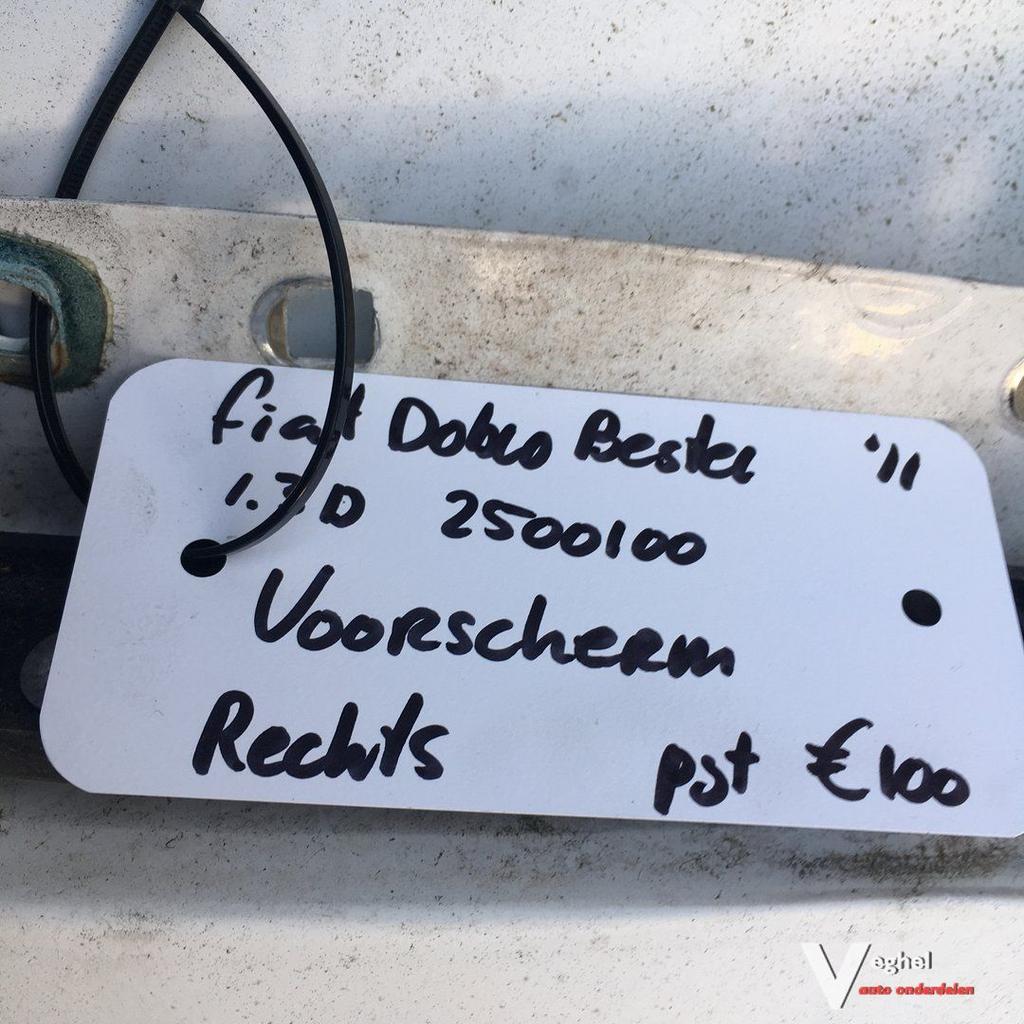 Fiat Doblo Bestel '11
1.3D 2500100
Voorscherm
Rechts pst €100
Veghel
auto onderdelen